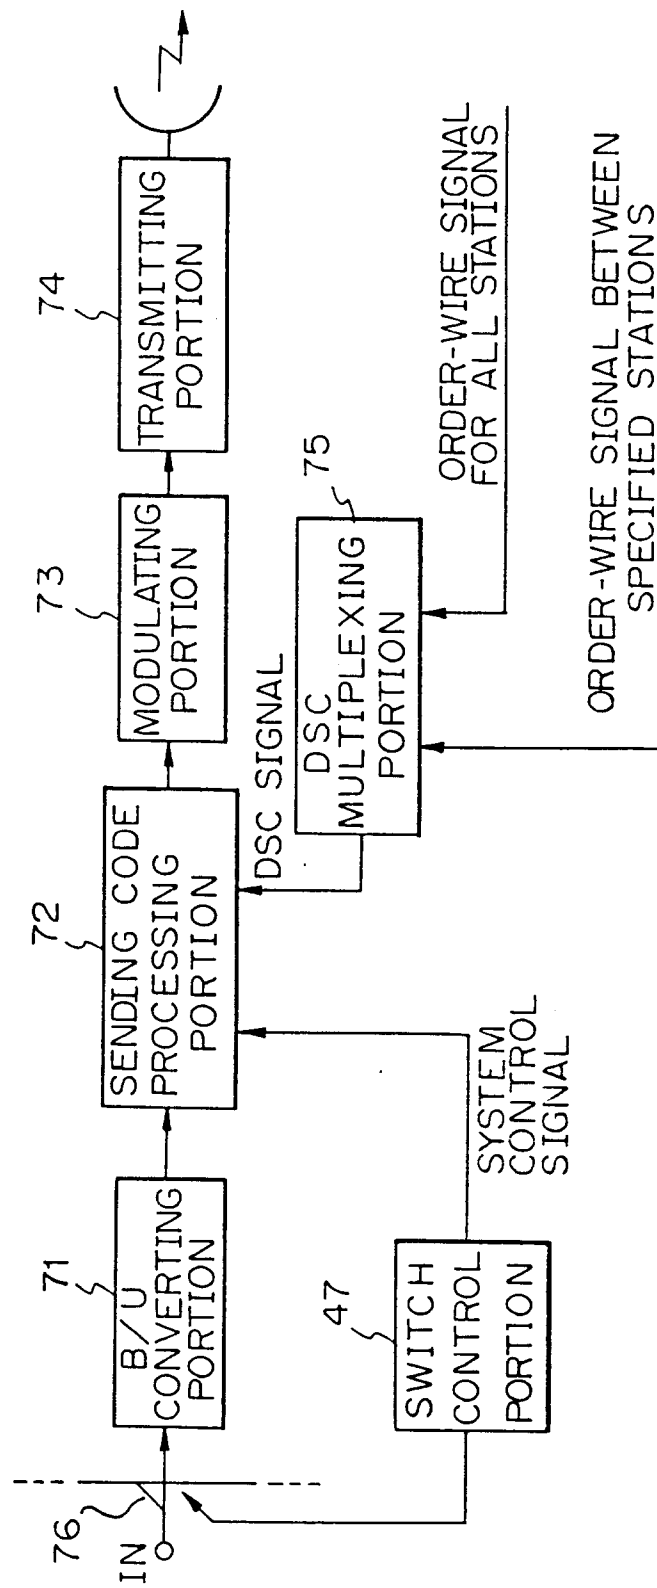 IN
76
71
B/U
CONVERTING
PORTION
72
SENDING CODE
PROCESSING
PORTION
73
MODULATING
PORTION
74
TRANSMITTING
PORTION
47
SWITCH
CONTROL
PORTION
SYSTEM
CONTROL
SIGNAL
DSC SIGNAL
75
DSC
MULTIPLEXING
PORTION
ORDER-WIRE SIGNAL
FOR ALL STATIONS
ORDER-WIRE SIGNAL BETWEEN
SPECIFIED STATIONS